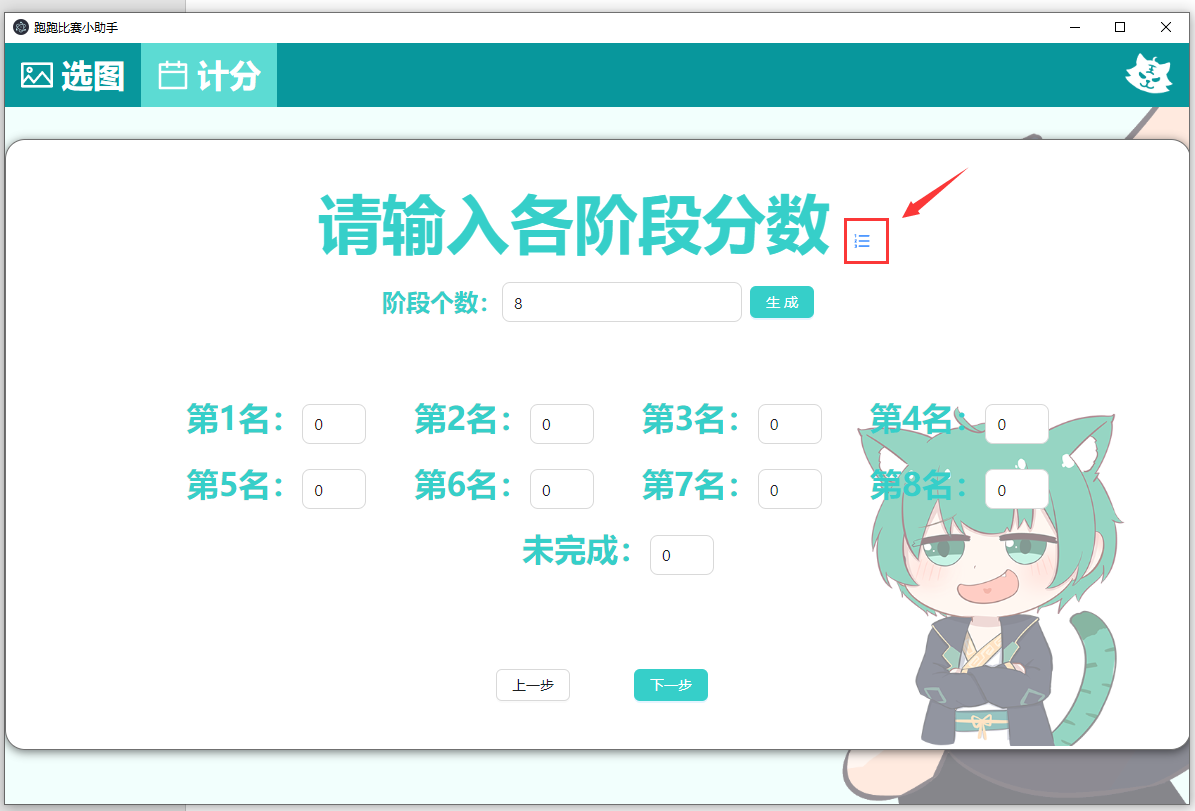 跑跑比赛小助手
选图 计分
请输入各阶段分数
阶段个数： 8 生成
第1名： 0 第2名： 0 第3名： 0 第4名： 0
第5名： 0 第6名： 0 第7名： 0 第8名： 0
未完成： 0
上一步 下一步